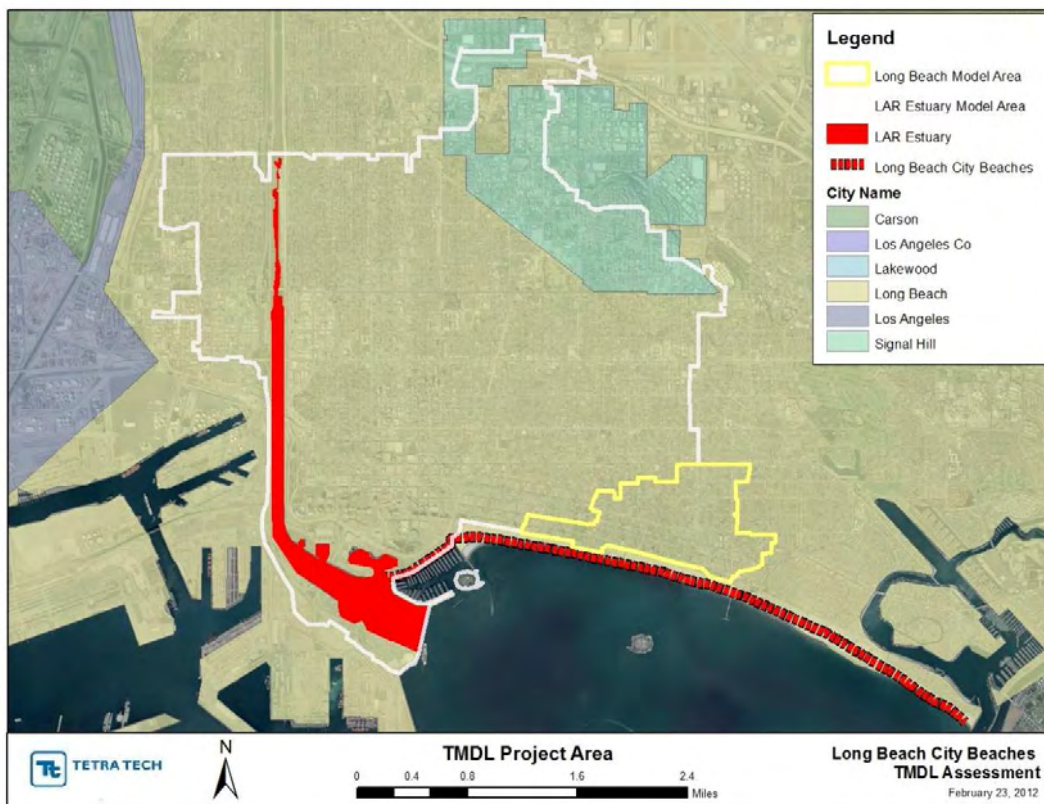 Legend
Long Beach Model Area
LAR Estuary Model Area
LAR Estuary
Long Beach City Beaches
City Name
Carson
Los Angeles Co
Lakewood
Long Beach
Los Angeles
Signal Hill
Tt TETRA TECH
N
TMDL Project Area
0 0.4 0.8 1.6 2.4
Miles
Long Beach City Beaches
TMDL Assessment
February 23, 2012